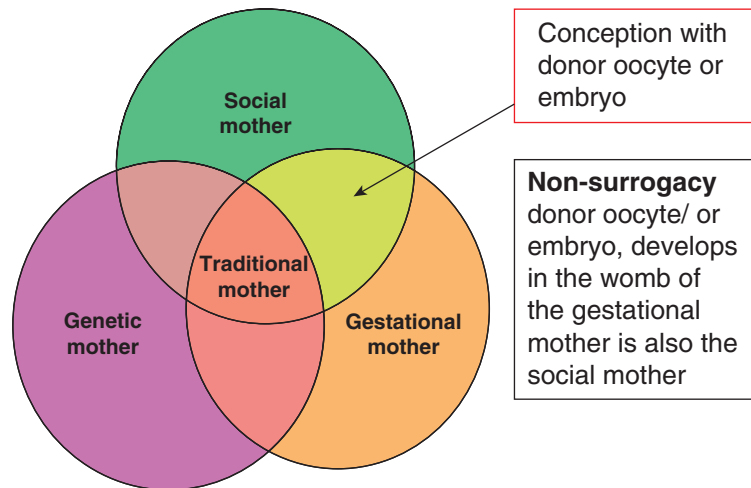 Social
mother
Traditional
mother
Genetic
mother
Gestational
mother
Conception with
donor oocyte or
embryo
Non-surrogacy
donor oocyte/ or
embryo, develops
in the womb of
the gestational
mother is also the
social mother